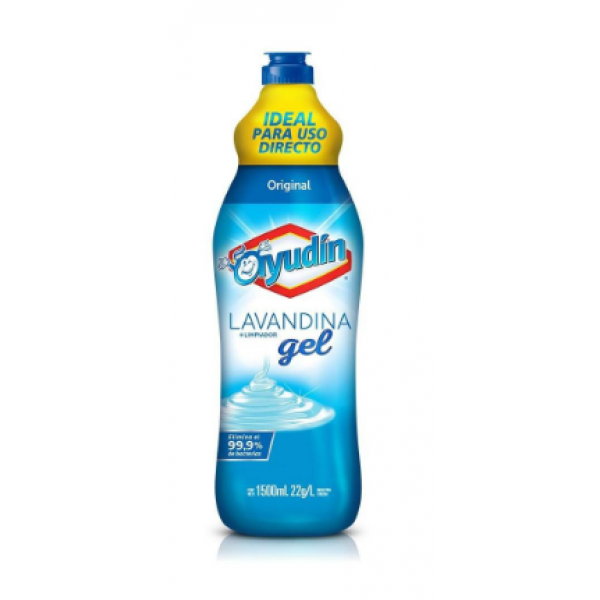 IDEAL
PARA USO
DIRECTO
Original
Ayudín
LAVANDINA
+ LIMPIADOR
gel
Elimina el
99,9%
de bacterias
1500ml. 22g/L